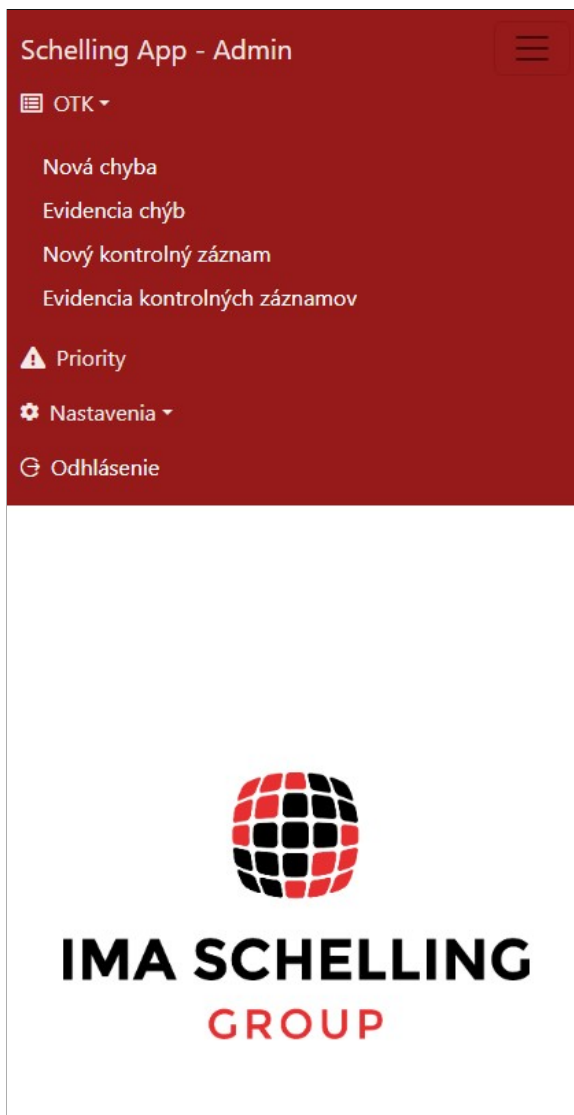 Schelling App - Admin
OTK
Nová chyba
Evidencia chýb
Nový kontrolný záznam
Evidencia kontrolných záznamov
Priority
Nastavenia
Odhlásenie
IMA SCHELLING
GROUP